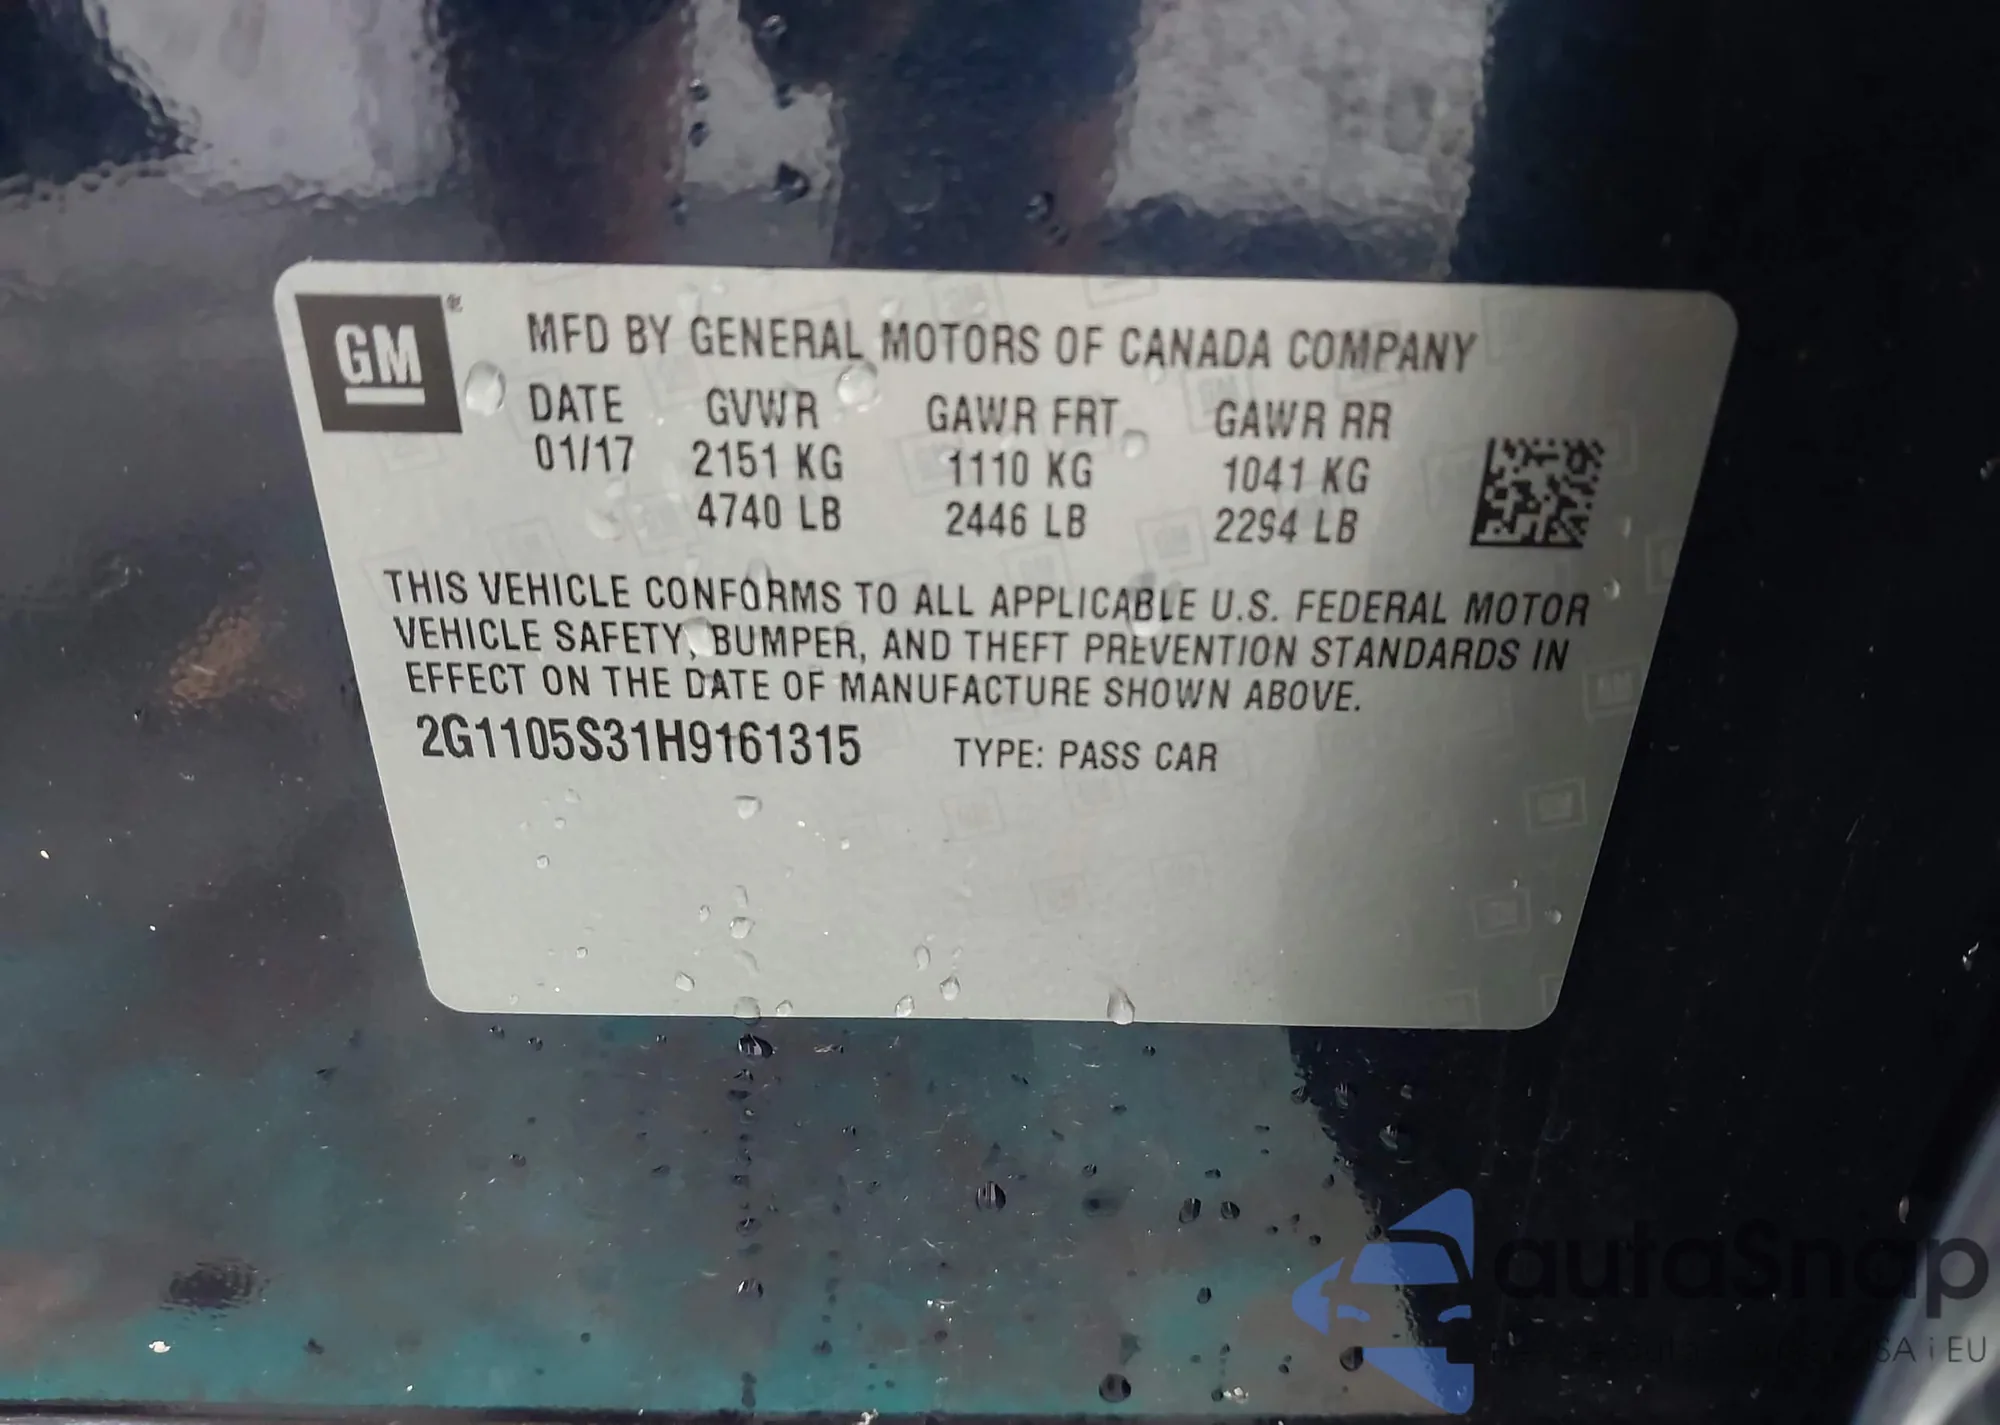 GM
MFD BY GENERAL MOTORS OF CANADA COMPANY
DATE GVWR GAWR FRT GAWR RR
01/17 2151 KG 1110 KG 1041 KG
4740 LB 2446 LB 2294 LB
THIS VEHICLE CONFORMS TO ALL APPLICABLE U.S. FEDERAL MOTOR
VEHICLE SAFETY, BUMPER, AND THEFT PREVENTION STANDARDS IN
EFFECT ON THE DATE OF MANUFACTURE SHOWN ABOVE.
2G1105S31H9161315 TYPE: PASS CAR
autaSnap
i EU